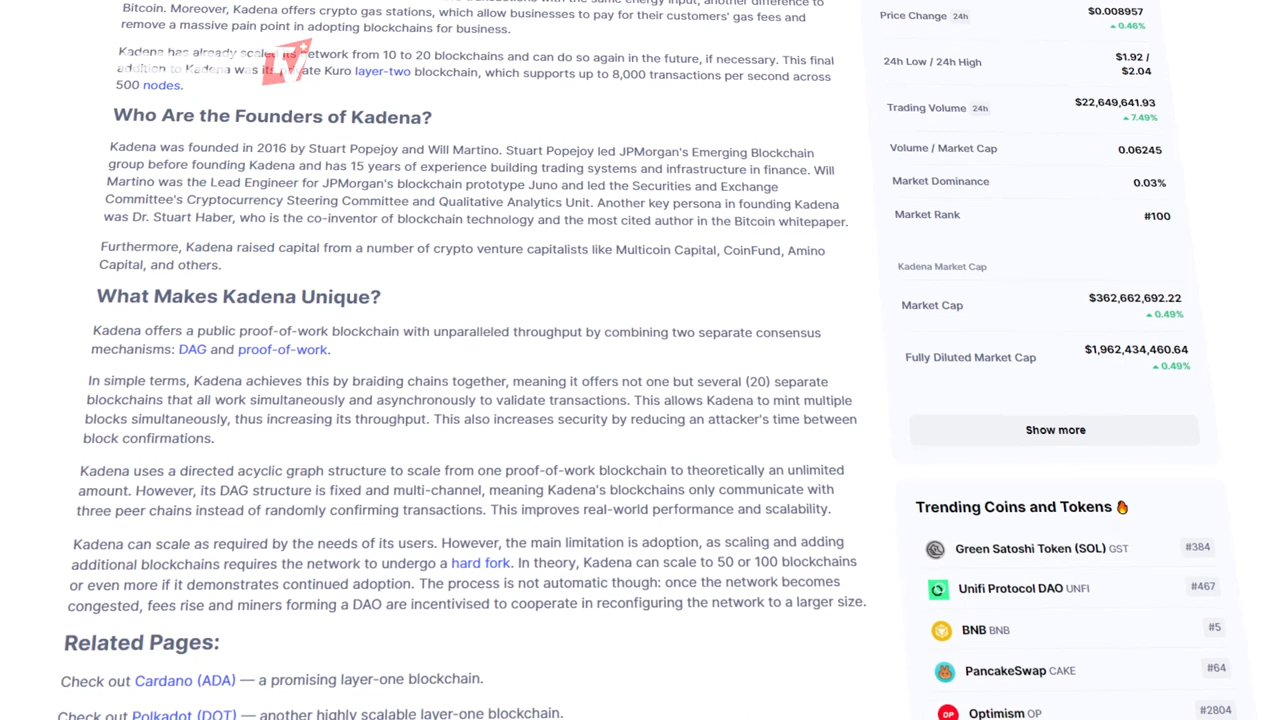 Bitcoin. Moreover, Kadena offers crypto gas stations, which allow businesses to pay for their customers' gas fees and
remove a massive pain point in adopting blockchains for business.
Kadena has already scaled its network from 10 to 20 blockchains and can do so again in the future, if necessary. This final
addition to Kadena was its private Kuro layer-two blockchain, which supports up to 8,000 transactions per second across
500 nodes.
Who Are the Founders of Kadena?
Kadena was founded in 2016 by Stuart Popejoy and Will Martino. Stuart Popejoy led JPMorgan's Emerging Blockchain
group before founding Kadena and has 15 years of experience building trading systems and infrastructure in finance. Will
Martino was the Lead Engineer for JPMorgan's blockchain prototype Juno and led the Securities and Exchange
Committee's Cryptocurrency Steering Committee and Qualitative Analytics Unit. Another key persona in founding Kadena
was Dr. Stuart Haber, who is the co-inventor of blockchain technology and the most cited author in the Bitcoin whitepaper.
Furthermore, Kadena raised capital from a number of crypto venture capitalists like Multicoin Capital, CoinFund, Amino
Capital, and others.
What Makes Kadena Unique?
Kadena offers a public proof-of-work blockchain with unparalleled throughput by combining two separate consensus
mechanisms: DAG and proof-of-work.
In simple terms, Kadena achieves this by braiding chains together, meaning it offers not one but several (20) separate
blockchains that all work simultaneously and asynchronously to validate transactions. This allows Kadena to mint multiple
blocks simultaneously, thus increasing its throughput. This also increases security by reducing an attacker's time between
block confirmations.
Kadena uses a directed acyclic graph structure to scale from one proof-of-work blockchain to theoretically an unlimited
amount. However, its DAG structure is fixed and multi-channel, meaning Kadena's blockchains only communicate with
three peer chains instead of randomly confirming transactions. This improves real-world performance and scalability.
Kadena can scale as required by the needs of its users. However, the main limitation is adoption, as scaling and adding
additional blockchains requires the network to undergo a hard fork. In theory, Kadena can scale to 50 or 100 blockchains
or even more if it demonstrates continued adoption. The process is not automatic though: once the network becomes
congested, fees rise and miners forming a DAO are incentivised to cooperate in reconfiguring the network to a larger size.
Related Pages:
Check out Cardano (ADA) — a promising layer-one blockchain.
Check out Polkadot (DOT) — another highly scalable layer-one blockchain.
Price Change 24h $0.008957
0.46%
24h Low / 24h High $1.92 /
$2.04
Trading Volume 24h $22,649,641.93
7.49%
Volume / Market Cap 0.06245
Market Dominance 0.03%
Market Rank #100
Kadena Market Cap
Market Cap $362,662,692.22
0.49%
Fully Diluted Market Cap $1,962,434,460.64
0.49%
Show more
Trending Coins and Tokens
Green Satoshi Token (SOL) GST #384
Unifi Protocol DAO UNFI #467
BNB BNB #5
PancakeSwap CAKE #64
OP Optimism OP #2804